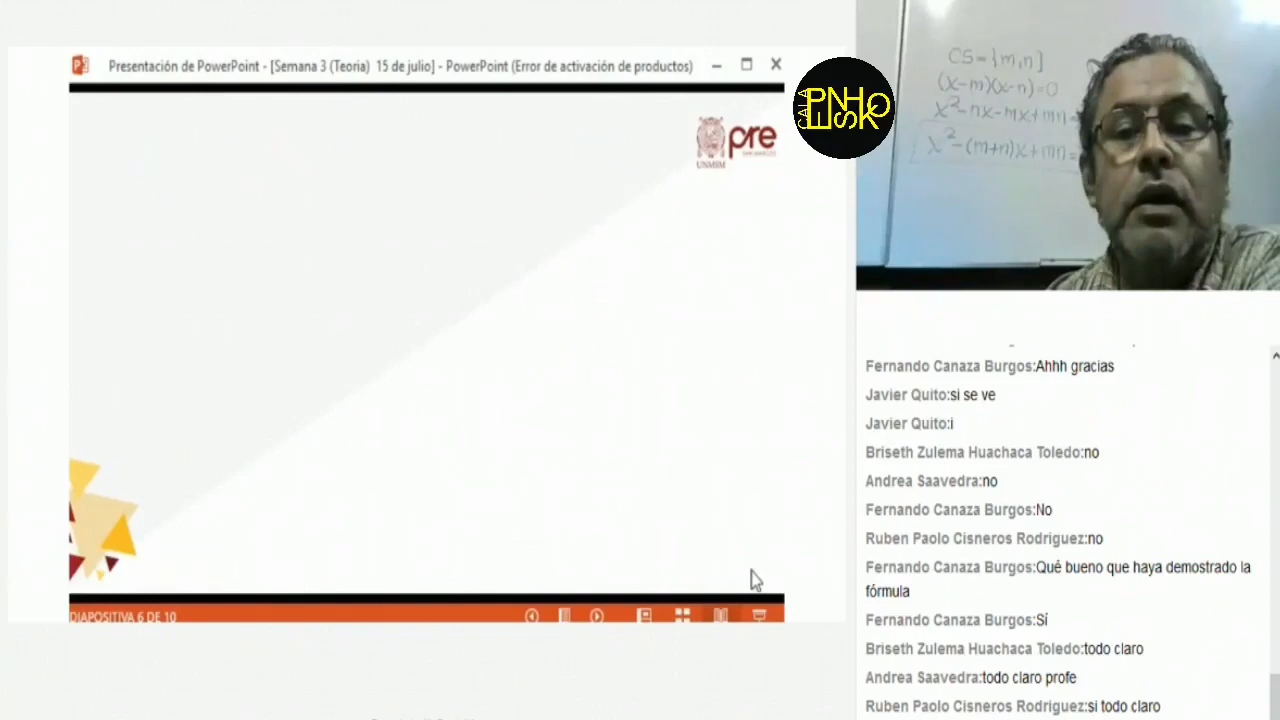 Presentación de PowerPoint - [Semana 3 (Teoria) 15 de julio] - PowerPoint (Error de activación de productos)
pre
SAN MARCOS
UNMSM
DIAPOSITIVA 6 DE 10
CS = {m,n}
(x-m)(x-n)=0
x²-nx-mx+mn=
x²-(m+n)x+mn=
Fernando Canaza Burgos:Ahhh gracias
Javier Quito:si se ve
Javier Quito:i
Briseth Zulema Huachaca Toledo:no
Andrea Saavedra:no
Fernando Canaza Burgos:No
Ruben Paolo Cisneros Rodriguez:no
Fernando Canaza Burgos:Qué bueno que haya demostrado la
fórmula
Fernando Canaza Burgos:Sí
Briseth Zulema Huachaca Toledo:todo claro
Andrea Saavedra:todo claro profe
Ruben Paolo Cisneros Rodriguez:si todo claro